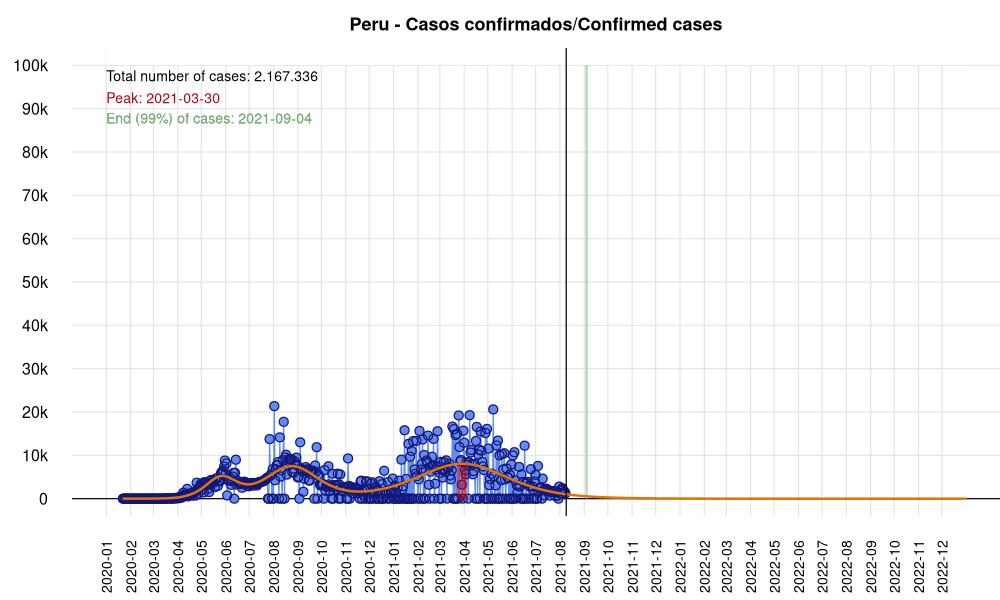 Peru - Casos confirmados/Confirmed cases
Total number of cases: 2.167.336
Peak: 2021-03-30
End (99%) of cases: 2021-09-04
100k
90k
80k
70k
60k
50k
40k
30k
20k
10k
0
2020-01
2020-02
2020-03
2020-04
2020-05
2020-06
2020-07
2020-08
2020-09
2020-10
2020-11
2020-12
2021-01
2021-02
2021-03
2021-04
2021-05
2021-06
2021-07
2021-08
2021-09
2021-10
2021-11
2021-12
2022-01
2022-02
2022-03
2022-04
2022-05
2022-06
2022-07
2022-08
2022-09
2022-10
2022-11
2022-12